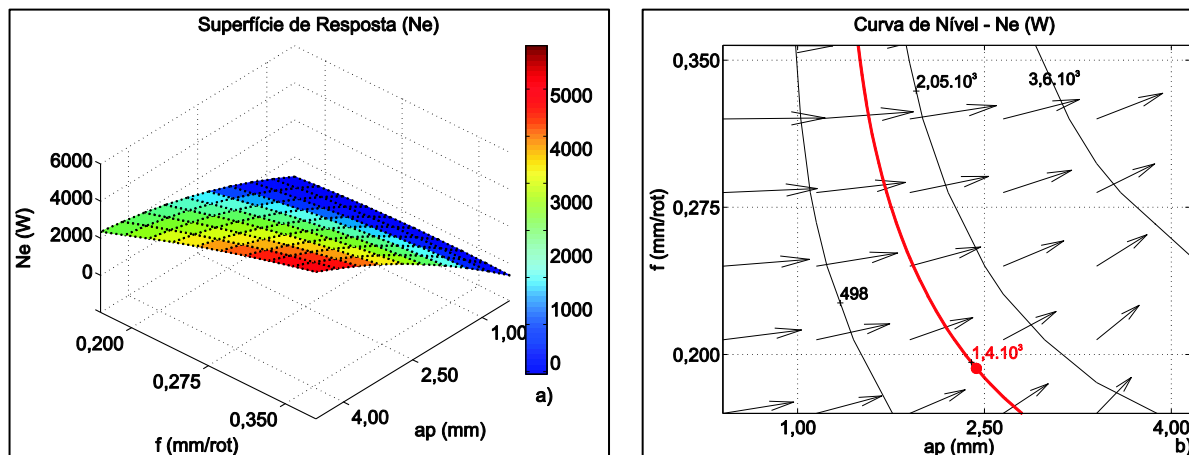 Superfície de Resposta (Ne)
6000
4000
2000
0
Ne (W)
0,200
0,275
0,350
f (mm/rot)
1,00
2,50
4,00
ap (mm)
5000
4000
3000
2000
1000
0
a)
Curva de Nível - Ne (W)
0,350
0,275
0,200
f (mm/rot)
2,05.10³
3,6.10³
498
1,4.10³
1,00
2,50
4,00
ap (mm)
b)